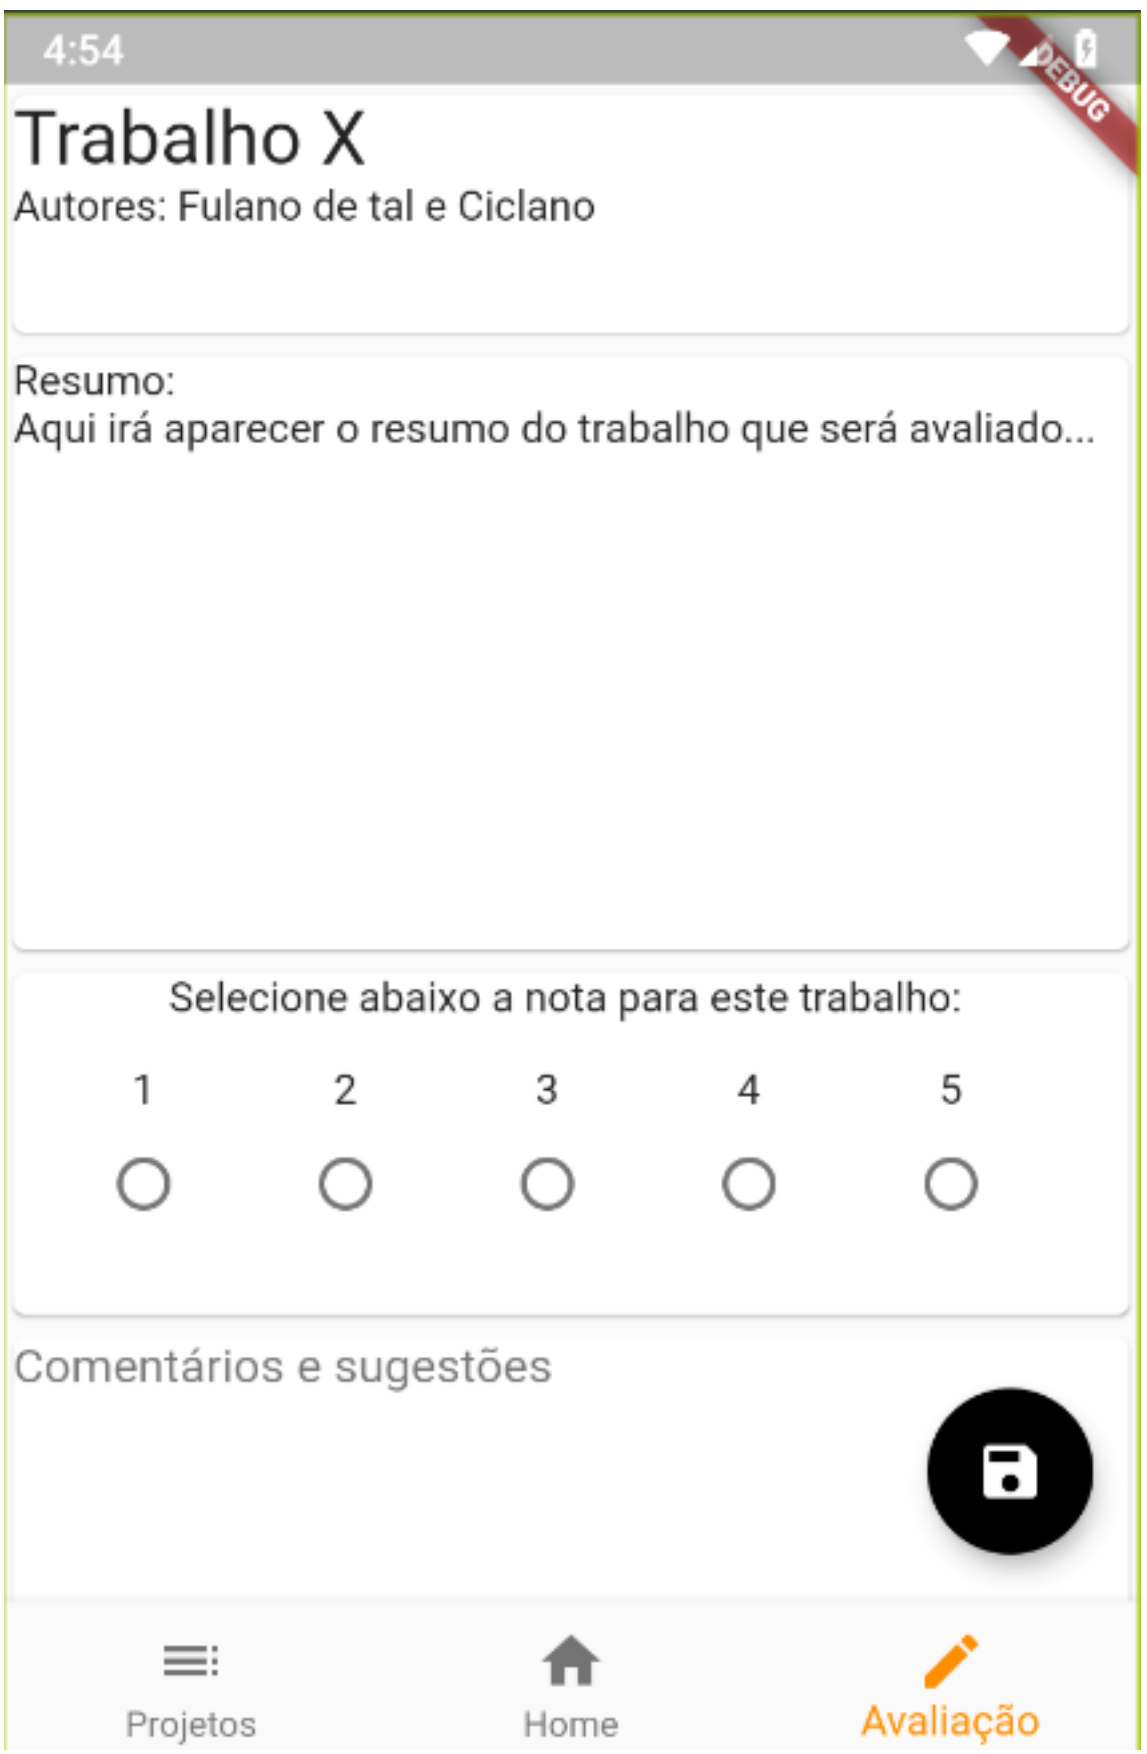 4:54
DEBUG
Trabalho X
Autores: Fulano de tal e Ciclano
Resumo:
Aqui irá aparecer o resumo do trabalho que será avaliado...
Selecione abaixo a nota para este trabalho:
1 2 3 4 5
Comentários e sugestões
Projetos Home Avaliação